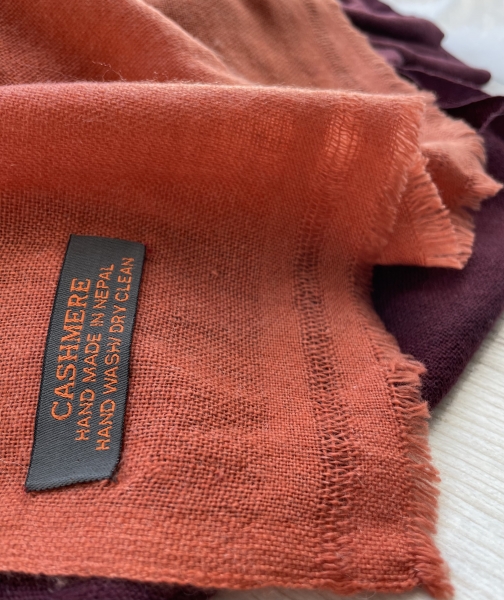 CASHMERE
HAND MADE IN NEPAL
HAND WASH/ DRY CLEAN